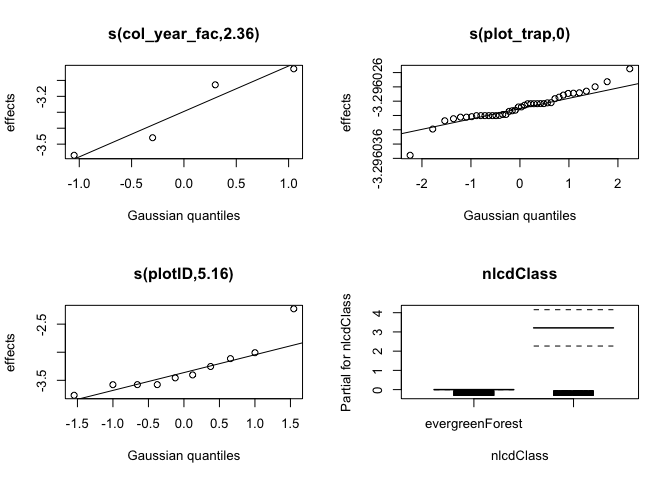 s(col_year_fac,2.36)
effects
-3.2
-3.5
-1.0 -0.5 0.0 0.5 1.0
Gaussian quantiles
s(plot_trap,0)
effects
-3.296026
-3.296036
-2 -1 0 1 2
Gaussian quantiles
s(plotID,5.16)
effects
-2.5
-3.5
-1.5 -1.0 -0.5 0.0 0.5 1.0 1.5
Gaussian quantiles
nlcdClass
Partial for nlcdClass
4
3
2
1
0
evergreenForest
nlcdClass